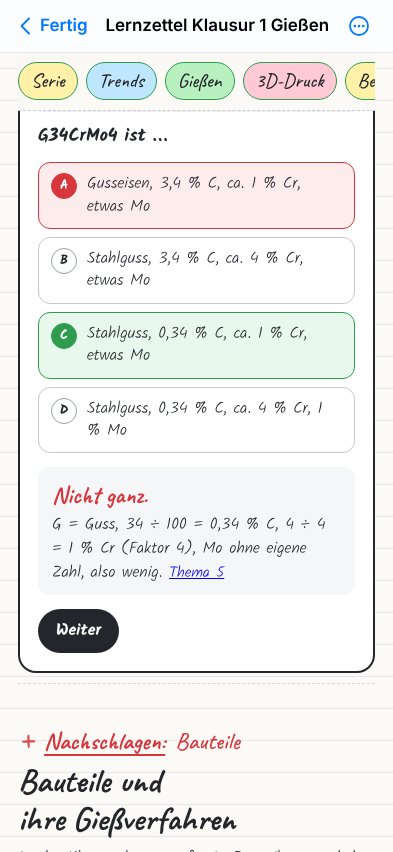 Fertig Lernzettel Klausur 1 Gießen
Serie Trends Gießen 3D-Druck Be
G34CrMo4 ist ...
A Gusseisen, 3,4 % C, ca. 1 % Cr,
etwas Mo
B Stahlguss, 3,4 % C, ca. 4 % Cr,
etwas Mo
C Stahlguss, 0,34 % C, ca. 1 % Cr,
etwas Mo
D Stahlguss, 0,34 % C, ca. 4 % Cr, 1
% Mo
Nicht ganz.
G = Guss, 34 ÷ 100 = 0,34 % C, 4 ÷ 4
= 1 % Cr (Faktor 4), Mo ohne eigene
Zahl, also wenig. Thema 5
Weiter
+ Nachschlagen: Bauteile
Bauteile und
ihre Gießverfahren